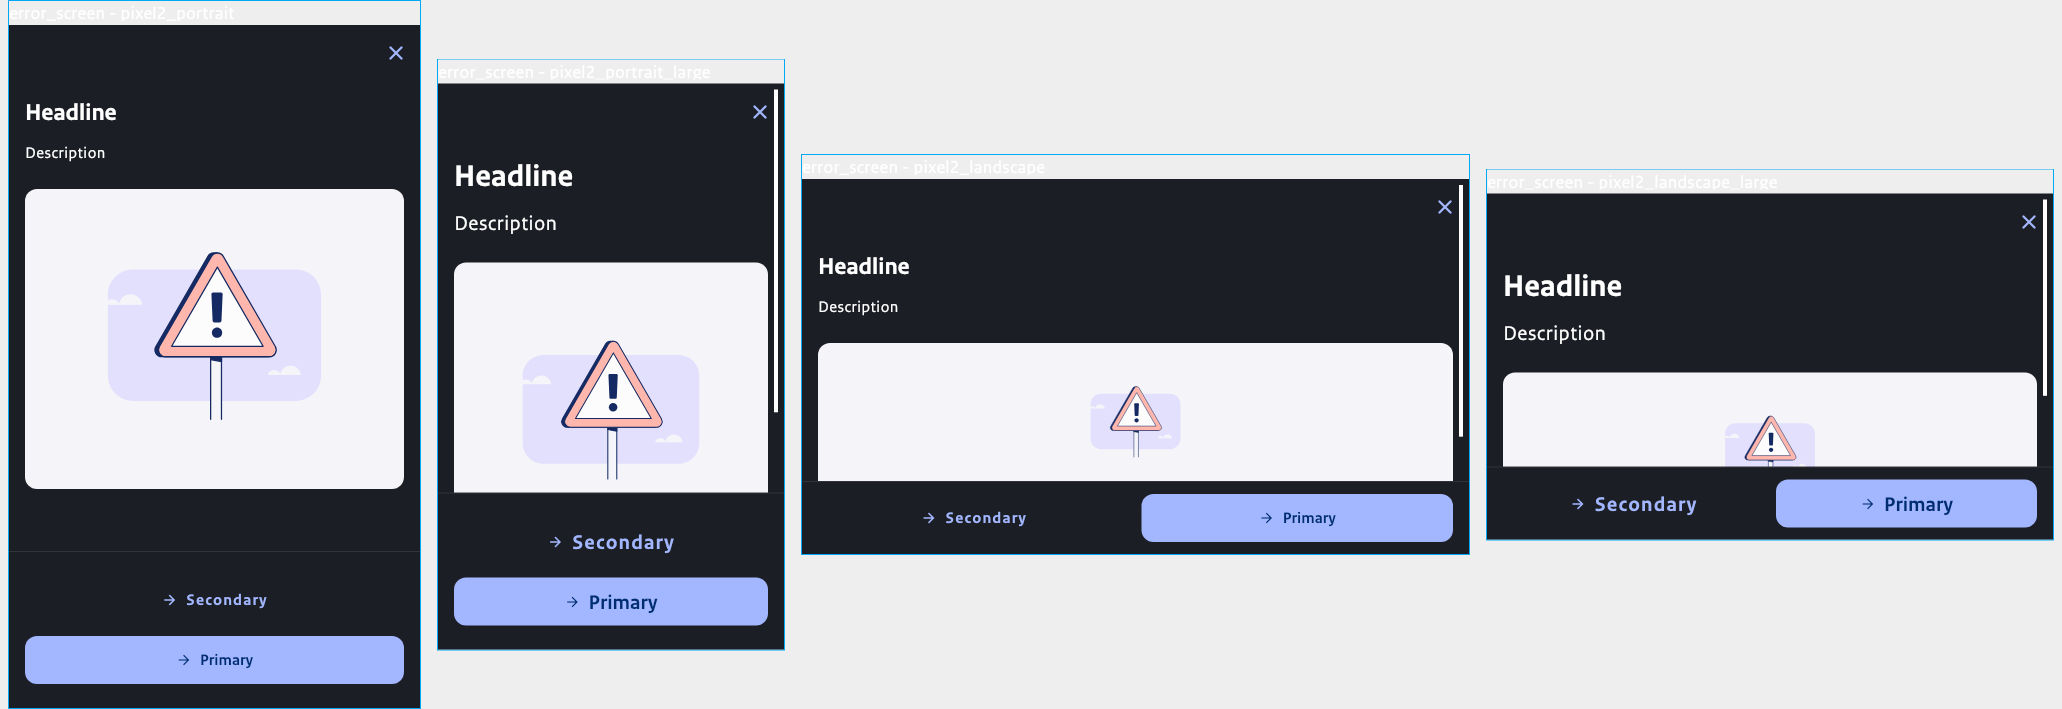 error_screen - pixel2_portrait
Headline
Description
Secondary
Primary
error_screen - pixel2_portrait_large
Headline
Description
Secondary
Primary
error_screen - pixel2_landscape
Headline
Description
Secondary
Primary
error_screen - pixel2_landscape_large
Headline
Description
Secondary
Primary